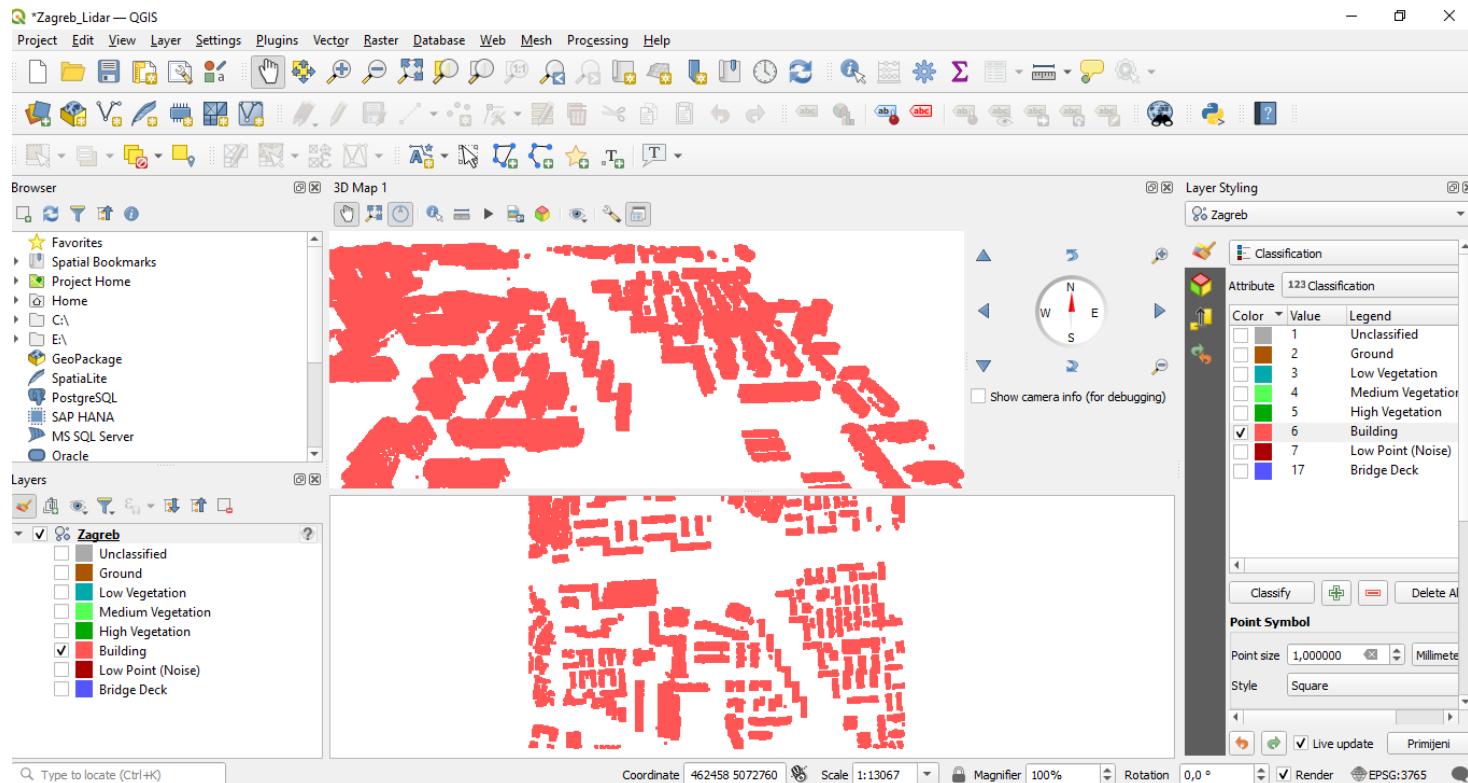 *Zagreb_Lidar — QGIS
Project Edit View Layer Settings Plugins Vector Raster Database Web Mesh Processing Help
Browser
Favorites
Spatial Bookmarks
Project Home
Home
C:\
E:\
GeoPackage
SpatiaLite
PostgreSQL
SAP HANA
MS SQL Server
Oracle
Layers
Zagreb ?
Unclassified
Ground
Low Vegetation
Medium Vegetation
High Vegetation
Building
Low Point (Noise)
Bridge Deck
3D Map 1
N
W E
S
Show camera info (for debugging)
Layer Styling
Zagreb
Classification
Attribute 123 Classification
Color Value Legend
1 Unclassified
2 Ground
3 Low Vegetation
4 Medium Vegetation
5 High Vegetation
6 Building
7 Low Point (Noise)
17 Bridge Deck
Classify Delete Al
Point Symbol
Point size 1,000000 Millimete
Style Square
Live update Primijeni
Type to locate (Ctrl+K) Coordinate 462458 5072760 Scale 1:13067 Magnifier 100% Rotation 0,0 ° Render EPSG:3765